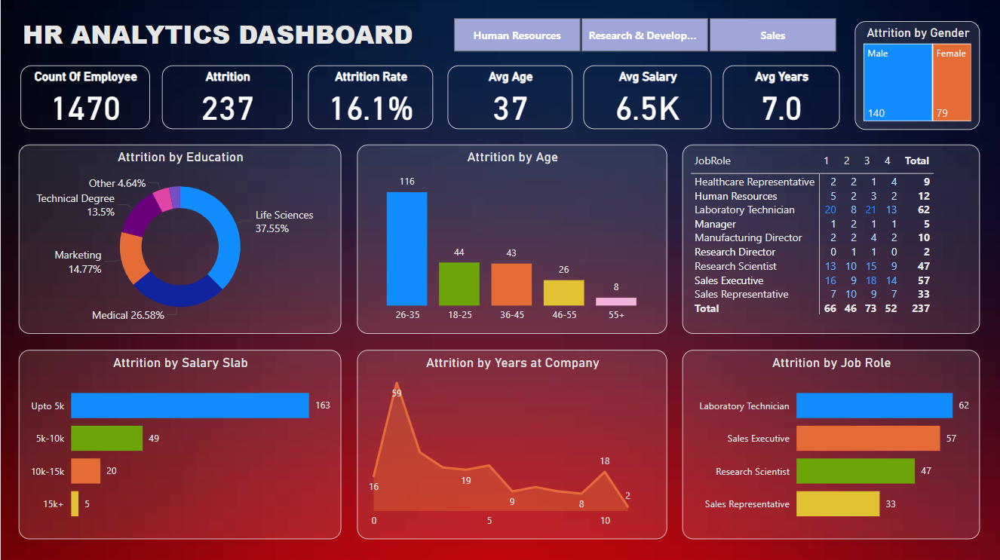 HR ANALYTICS DASHBOARD
Human Resources
Research & Develop...
Sales
Attrition by Gender
Male
Female
140
79
Count Of Employee
1470
Attrition
237
Attrition Rate
16.1%
Avg Age
37
Avg Salary
6.5K
Avg Years
7.0
Attrition by Education
Other 4.64%
Technical Degree
13.5%
Life Sciences
37.55%
Marketing
14.77%
Medical 26.58%
Attrition by Age
116
44
43
26
8
26-35
18-25
36-45
46-55
55+
JobRole 1 2 3 4 Total
Healthcare Representative 2 2 1 4 9
Human Resources 5 2 3 2 12
Laboratory Technician 20 8 21 13 62
Manager 1 2 1 1 5
Manufacturing Director 2 2 4 2 10
Research Director 0 1 1 0 2
Research Scientist 13 10 15 9 47
Sales Executive 16 9 18 14 57
Sales Representative 7 10 9 7 33
Total 66 46 73 52 237
Attrition by Salary Slab
Upto 5k 163
5k-10k 49
10k-15k 20
15k+ 5
Attrition by Years at Company
59
16
19
9
8
18
2
0 5 10
Attrition by Job Role
Laboratory Technician 62
Sales Executive 57
Research Scientist 47
Sales Representative 33